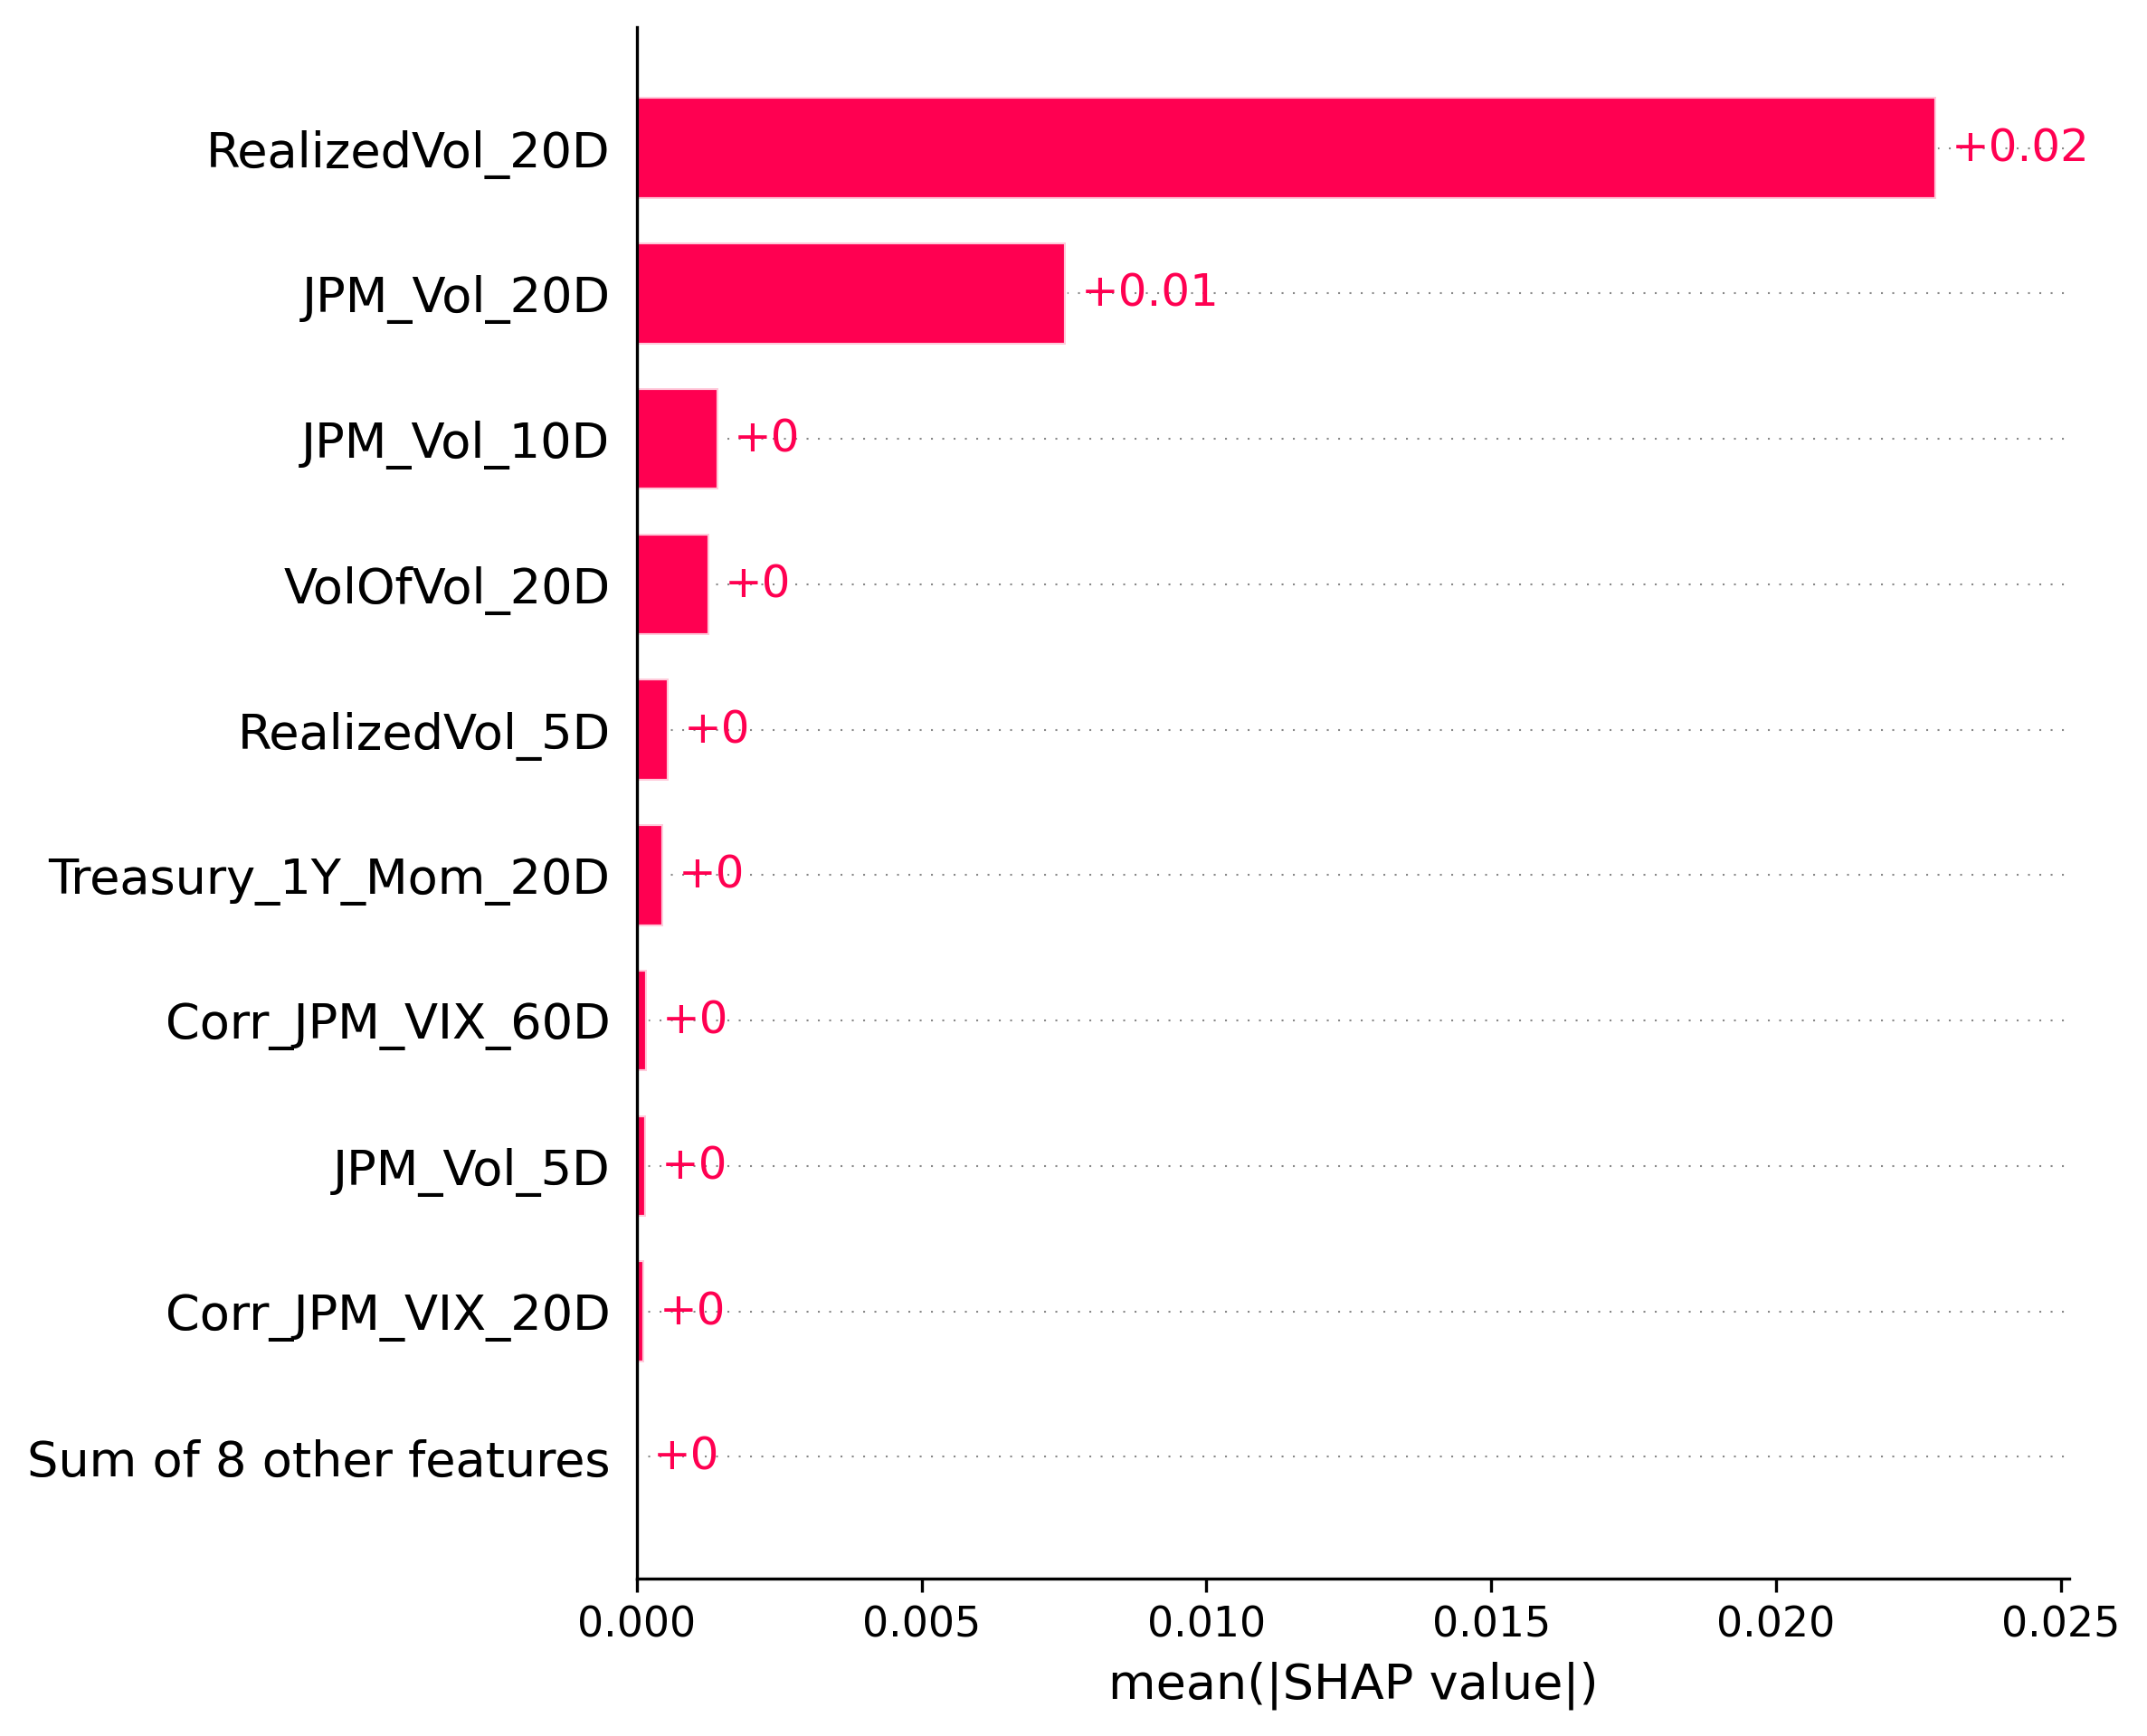 RealizedVol_20D +0.02
JPM_Vol_20D +0.01
JPM_Vol_10D +0
VolOfVol_20D +0
RealizedVol_5D +0
Treasury_1Y_Mom_20D +0
Corr_JPM_VIX_60D +0
JPM_Vol_5D +0
Corr_JPM_VIX_20D +0
Sum of 8 other features +0
0.000 0.005 0.010 0.015 0.020 0.025
mean(|SHAP value|)